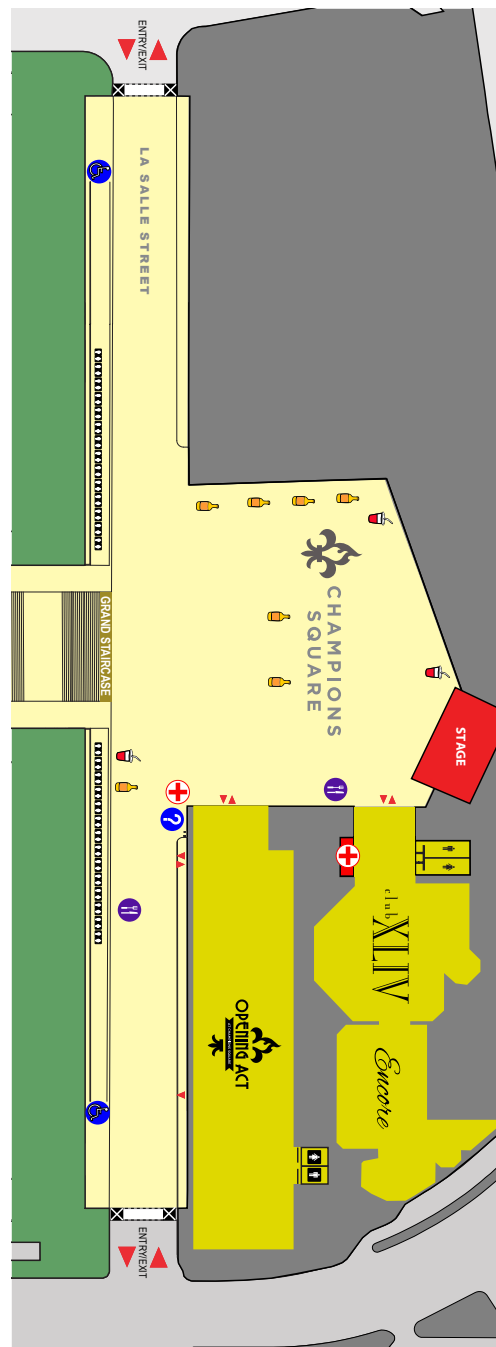 ENTRY/EXIT
LA SALLE STREET
CHAMPIONS
SQUARE
GRAND STAIRCASE
STAGE
?
club
XLIV
OPENING ACT
Encore
ENTRY/EXIT